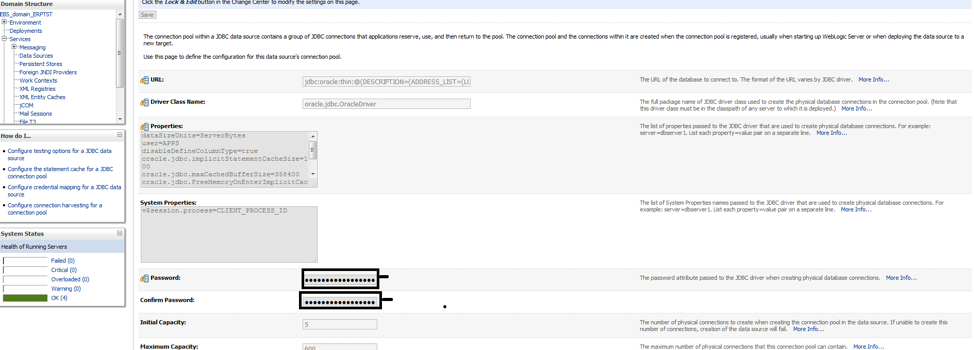 Domain Structure
EBS_domain_ERPTST
Environment
Deployments
Services
Messaging
Data Sources
Persistent Stores
Foreign JNDI Providers
Work Contexts
XML Registries
XML Entity Caches
jCOM
Mail Sessions
File T3
How do I...
Configure testing options for a JDBC data
source
Configure the statement cache for a JDBC
connection pool
Configure credential mapping for a JDBC data
source
Configure connection harvesting for a
connection pool
System Status
Health of Running Servers
Failed (0)
Critical (0)
Overloaded (0)
Warning (0)
OK (4)
Click the Lock & Edit button in the Change Center to modify the settings on this page.
Save
The connection pool within a JDBC data source contains a group of JDBC connections that applications reserve, use, and then return to the pool. The connection pool and the connections within it are created when the connection pool is registered, usually when starting up WebLogic Server or when deploying the data source to
a new target.
Use this page to define the configuration for this data source's connection pool.
URL:
jdbc:oracle:thin:@(DESCRIPTION=(ADDRESS_LIST=(LO
The URL of the database to connect to. The format of the URL varies by JDBC driver. More Info...
Driver Class Name:
oracle.jdbc.OracleDriver
The full package name of JDBC driver class used to create the physical database connections in the connection pool. (Note that
this driver class must be in the classpath of any server to which it is deployed.) More Info...
Properties:
dataSizeUnits=ServerBytes
user=APPS
disableDefineColumnType=true
oracle.jdbc.implicitStatementCacheSize=1
00
oracle.jdbc.maxCachedBufferSize=358400
oracle.jdbc.FreeMemoryOnEnterImplicitCac
The list of properties passed to the JDBC driver that are used to create physical database connections. For example:
server=dbserver1. List each property=value pair on a separate line. More Info...
System Properties:
v$session.process=CLIENT_PROCESS_ID
The list of System Properties names passed to the JDBC driver that are used to create physical database connections. For
example: server=dbserver1. List each property=value pair on a separate line. More Info...
Password:
The password attribute passed to the JDBC driver when creating physical database connections. More Info...
Confirm Password:
Initial Capacity:
5
The number of physical connections to create when creating the connection pool in the data source. If unable to create this
number of connections, creation of the data source will fail. More Info...
Maximum Capacity:
600
The maximum number of physical connections that this connection pool can contain. More Info...